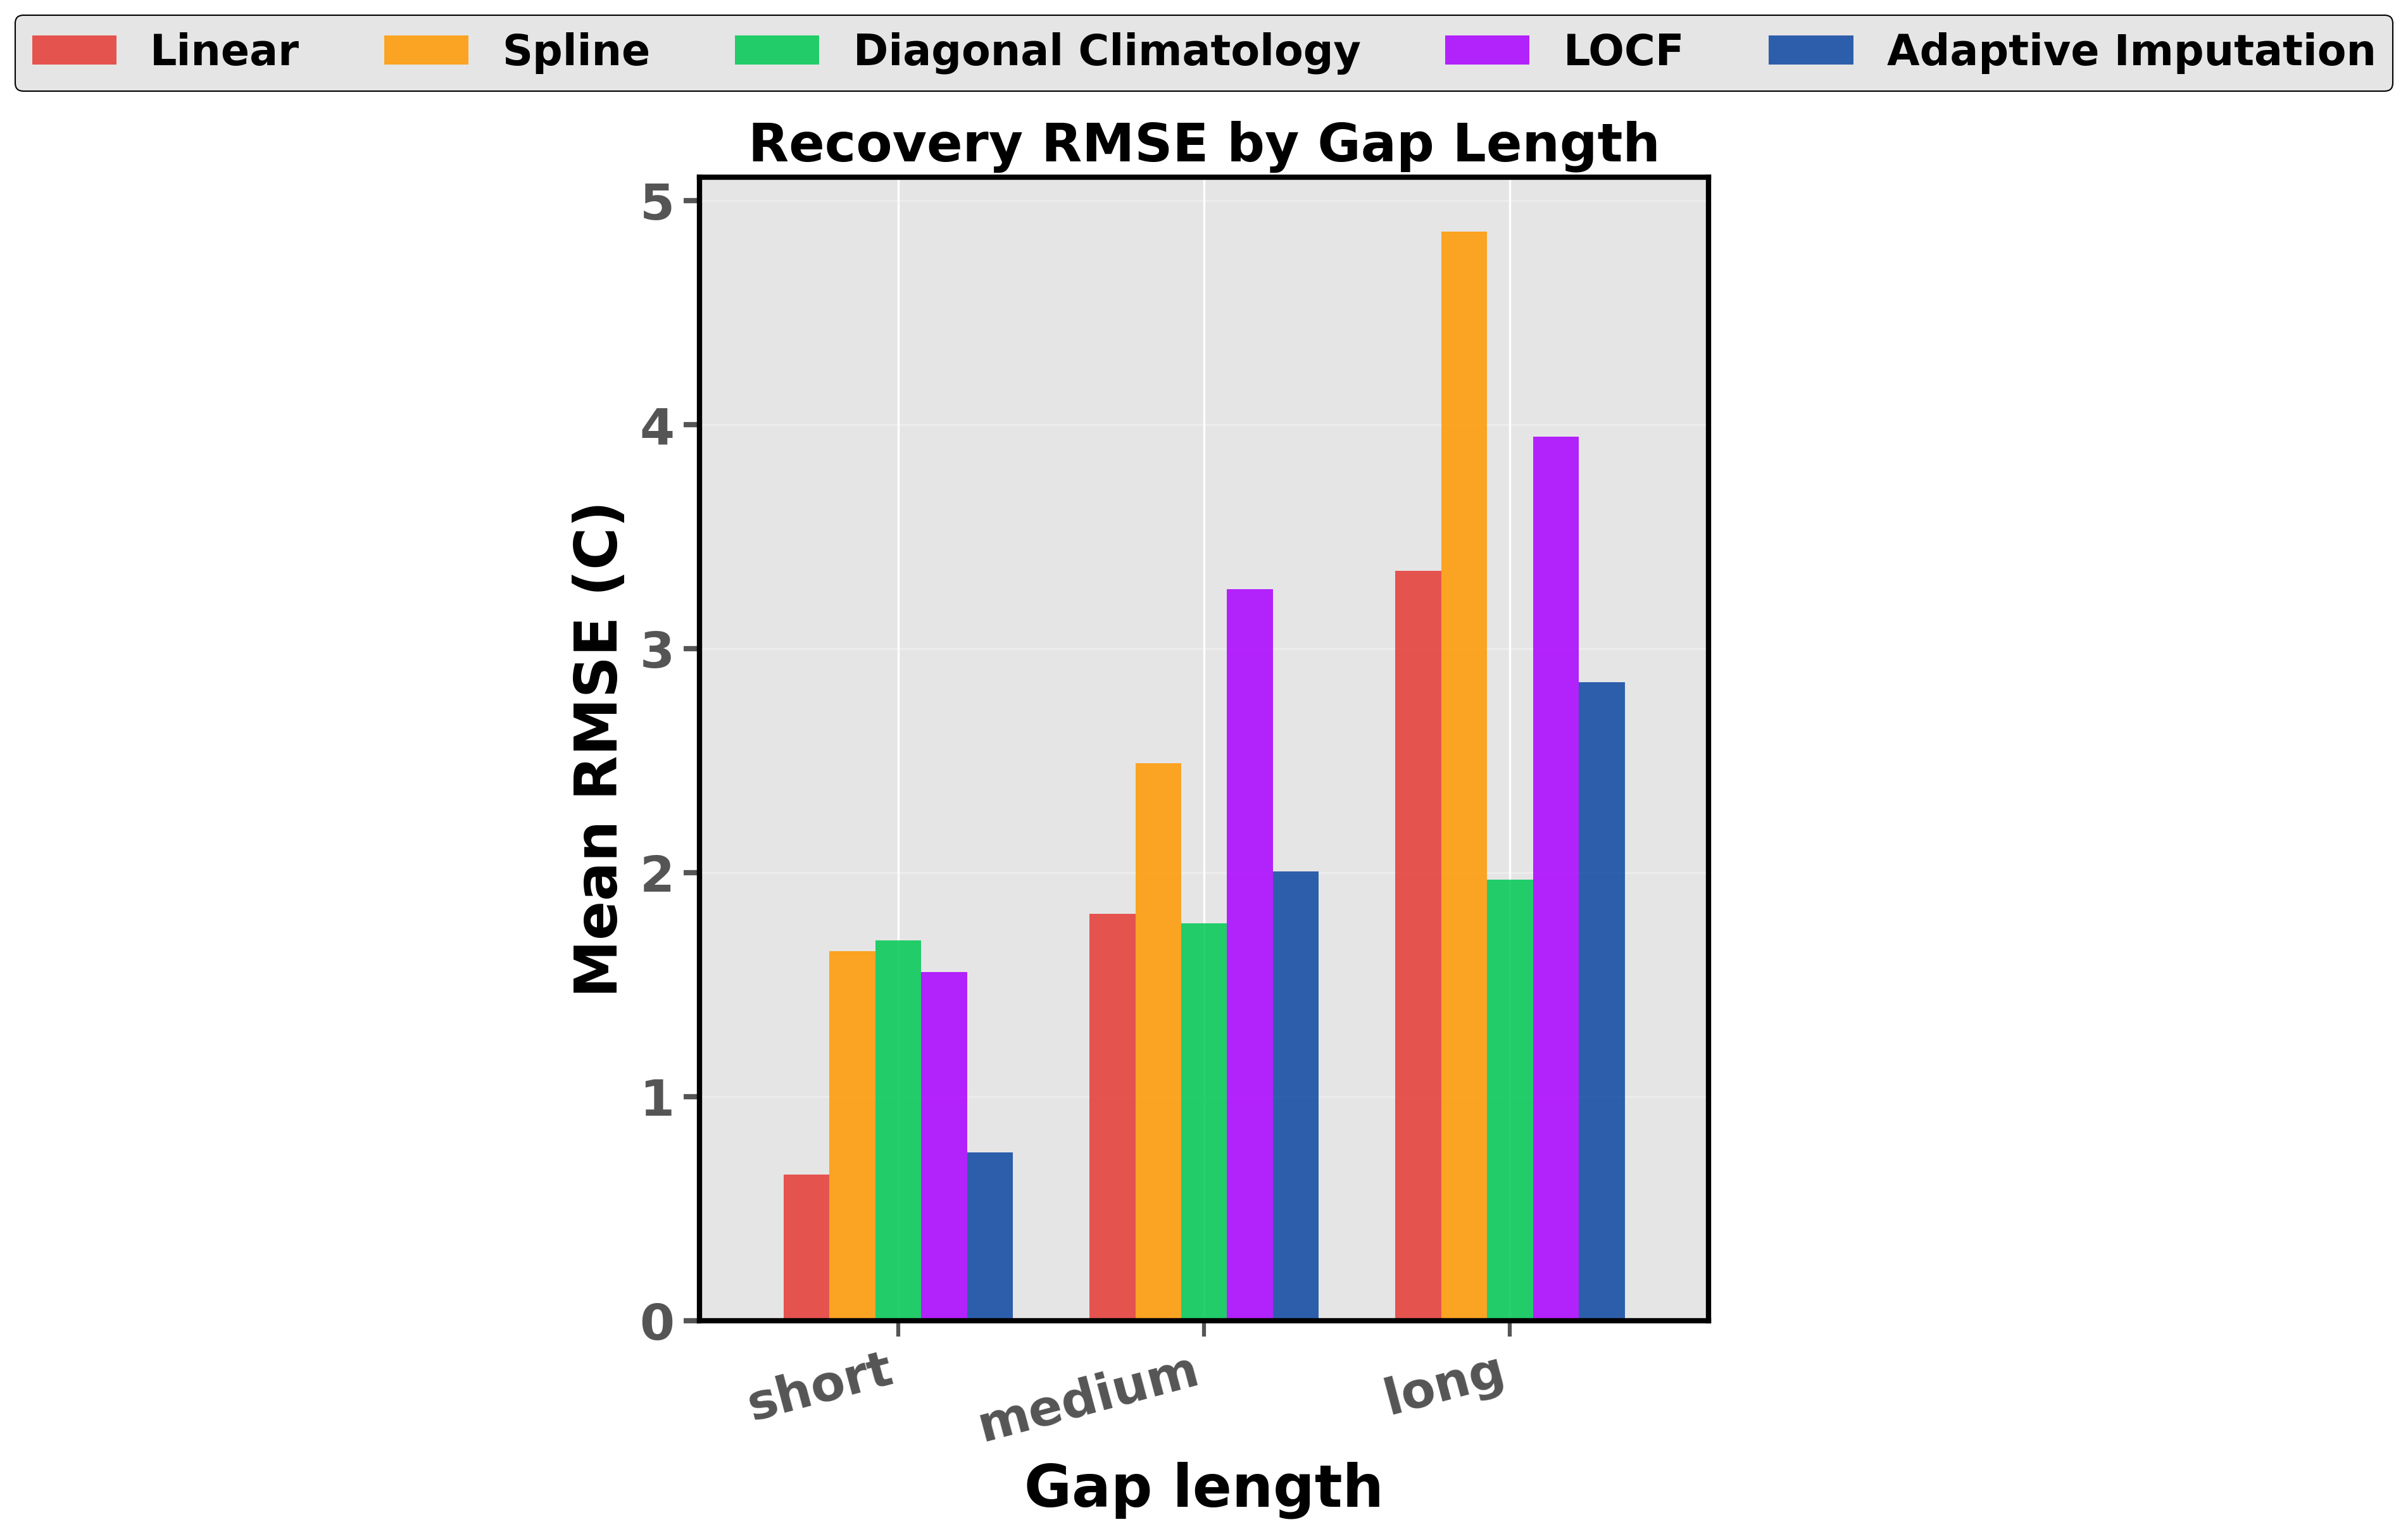 Linear Spline Diagonal Climatology LOCF Adaptive Imputation
Recovery RMSE by Gap Length
5
4
3
2
1
0
Mean RMSE (C)
short medium long
Gap length